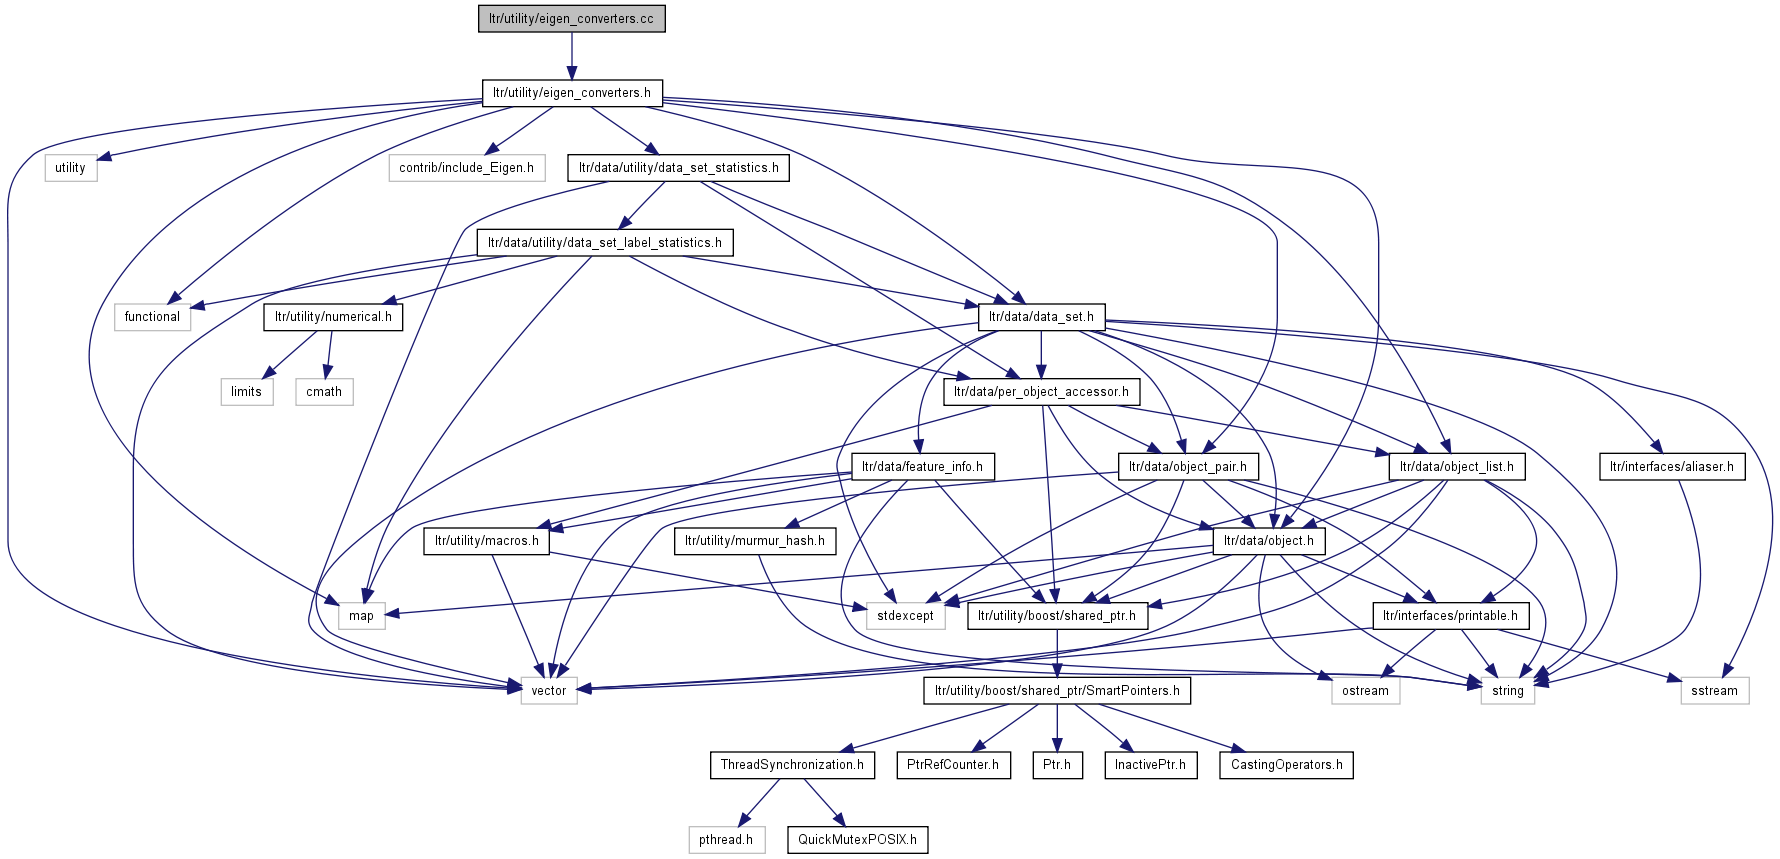 ltr/utility/eigen_converters.cc
ltr/utility/eigen_converters.h
utility
contrib/include_Eigen.h
ltr/data/utility/data_set_statistics.h
ltr/data/utility/data_set_label_statistics.h
functional
ltr/utility/numerical.h
ltr/data/data_set.h
limits
cmath
ltr/data/per_object_accessor.h
ltr/data/feature_info.h
ltr/data/object_pair.h
ltr/data/object_list.h
ltr/interfaces/aliaser.h
ltr/utility/macros.h
ltr/utility/murmur_hash.h
ltr/data/object.h
map
stdexcept
ltr/utility/boost/shared_ptr.h
ltr/interfaces/printable.h
vector
ltr/utility/boost/shared_ptr/SmartPointers.h
ostream
string
sstream
ThreadSynchronization.h
PtrRefCounter.h
Ptr.h
InactivePtr.h
CastingOperators.h
pthread.h
QuickMutexPOSIX.h